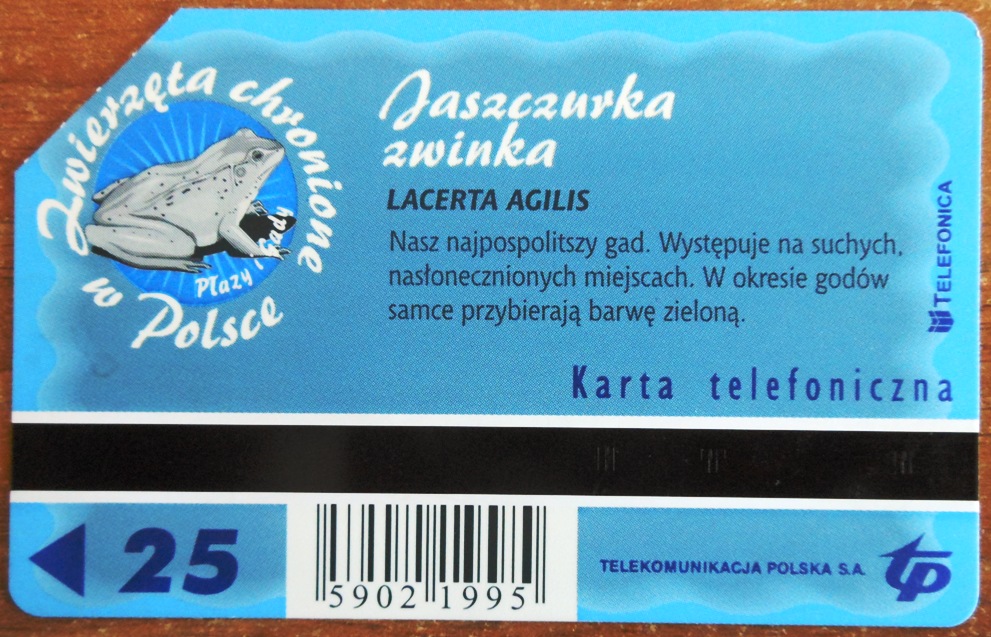 Zwierzęta chronione
w Polsce
Płazy i Gady
Jaszczurka
zwinka
LACERTA AGILIS
Nasz najpospolitszy gad. Występuje na suchych,
nasłonecznionych miejscach. W okresie godów
samce przybierają barwę zieloną.
TELEFONICA
Karta telefoniczna
25
5902 1995
TELEKOMUNIKACJA POLSKA S.A.
tp